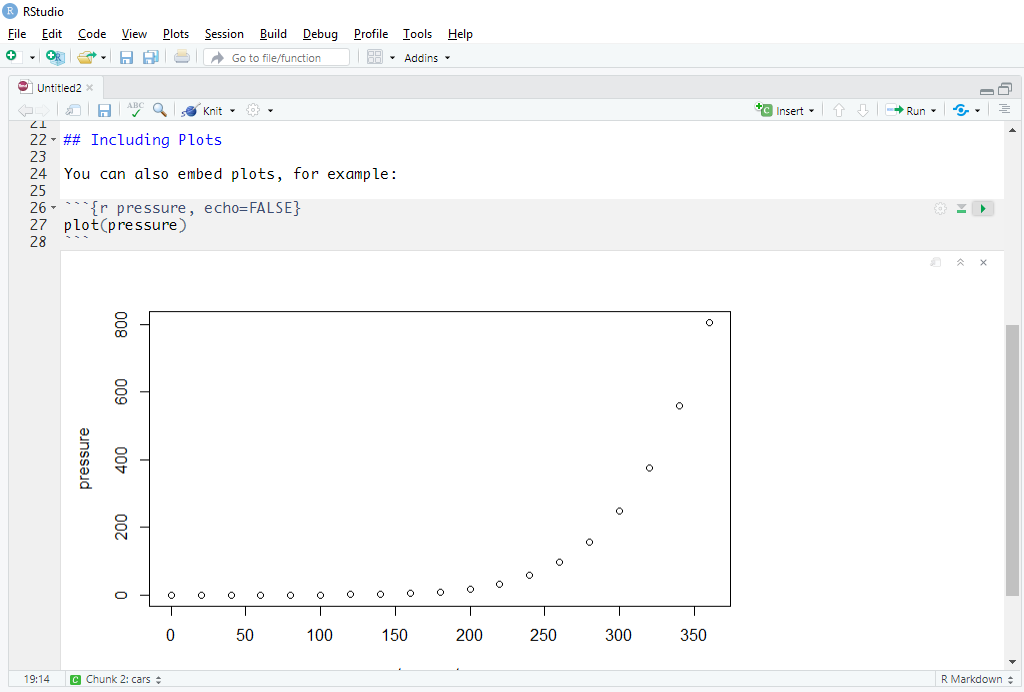 RStudio
File Edit Code View Plots Session Build Debug Profile Tools Help
Go to file/function Addins
Untitled2
ABC Knit Insert Run
21
22 ## Including Plots
23
24 You can also embed plots, for example:
25
26 ```{r pressure, echo=FALSE}
27 plot(pressure)
28 ```
800
600
400
200
0
pressure
0 50 100 150 200 250 300 350
19:14 Chunk 2: cars R Markdown